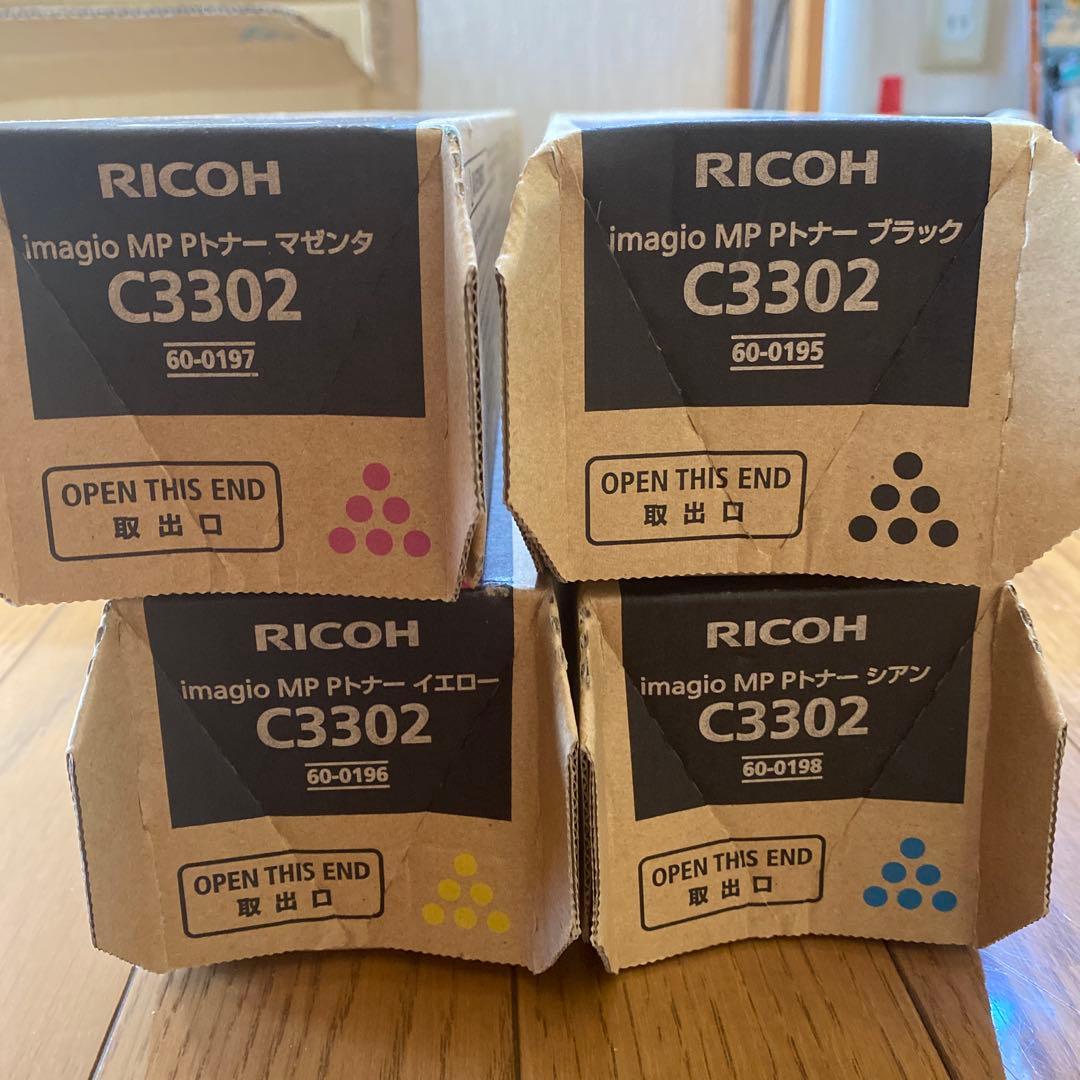 RICOH
imagio MP Pトナー マゼンタ
C3302
60-0197
OPEN THIS END
取出口
RICOH
imagio MP Pトナー ブラック
C3302
60-0195
OPEN THIS END
取出口
RICOH
imagio MP Pトナー イエロー
C3302
60-0196
OPEN THIS END
取出口
RICOH
imagio MP Pトナー シアン
C3302
60-0198
OPEN THIS END
取出口